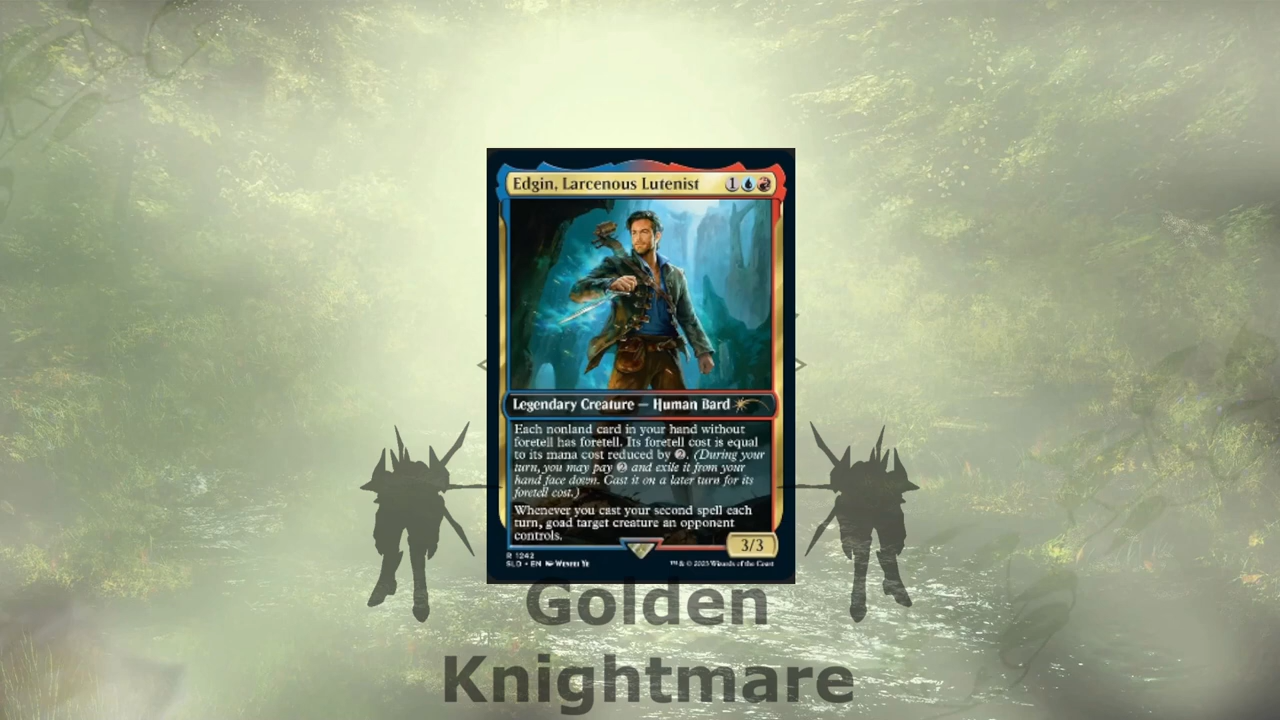 Edgin, Larcenous Lutenist 1
Legendary Creature — Human Bard
Each nonland card in your hand without
foretell has foretell. Its foretell cost is equal
to its mana cost reduced by 2. (During your
turn, you may pay 2 and exile it from your
hand face down. Cast it on a later turn for its
foretell cost.)
Whenever you cast your second spell each
turn, goad target creature an opponent
controls.
3/3
R 1242
SLD • EN Wenfei Ye
™ & © 2023 Wizards of the Coast
Golden
Knightmare